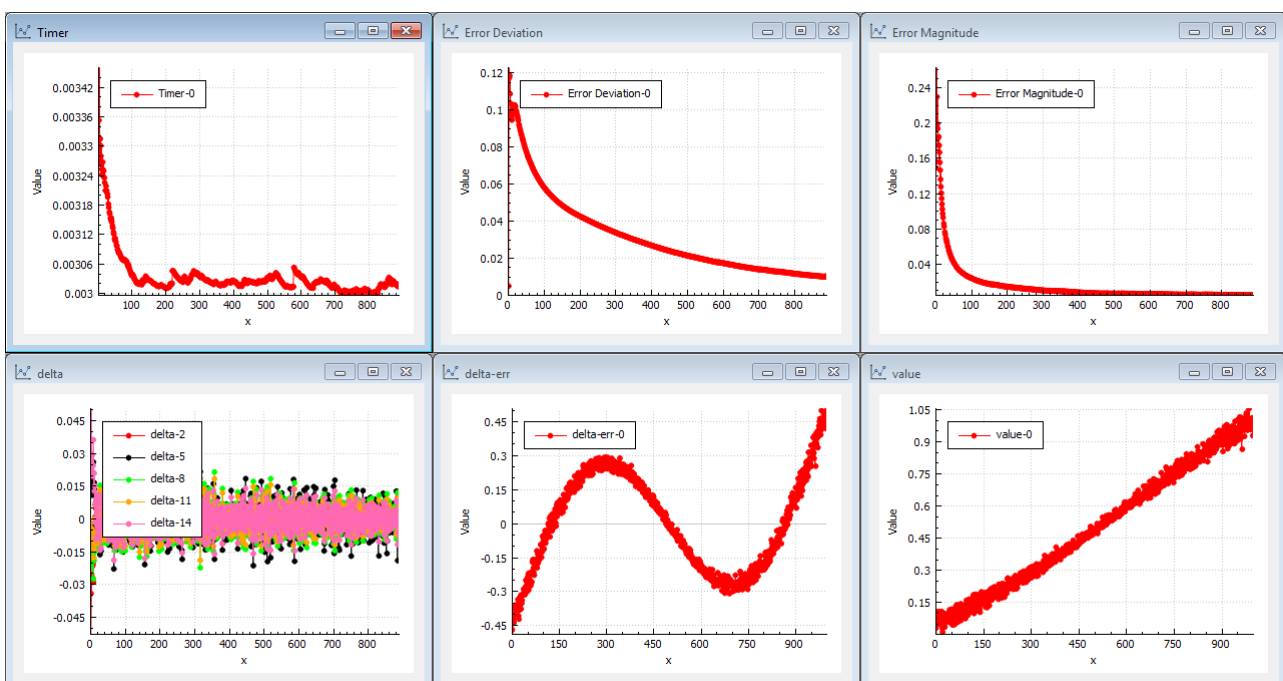 Timer
Value
0.00342
0.00336
0.0033
0.00324
0.00318
0.00312
0.00306
0.003
Timer-0
100 200 300 400 500 600 700 800
x
Error Deviation
Value
0.12
0.1
0.08
0.06
0.04
0.02
0
Error Deviation-0
0 100 200 300 400 500 600 700 800
x
Error Magnitude
Value
0.24
0.2
0.16
0.12
0.08
0.04
Error Magnitude-0
0 100 200 300 400 500 600 700 800
x
delta
Value
0.045
0.03
0.015
0
-0.015
-0.03
-0.045
delta-2
delta-5
delta-8
delta-11
delta-14
0 100 200 300 400 500 600 700 800
x
delta-err
Value
0.45
0.3
0.15
0
-0.15
-0.3
-0.45
delta-err-0
0 150 300 450 600 750 900
x
value
Value
1.05
0.9
0.75
0.6
0.45
0.3
0.15
value-0
0 150 300 450 600 750 900
x